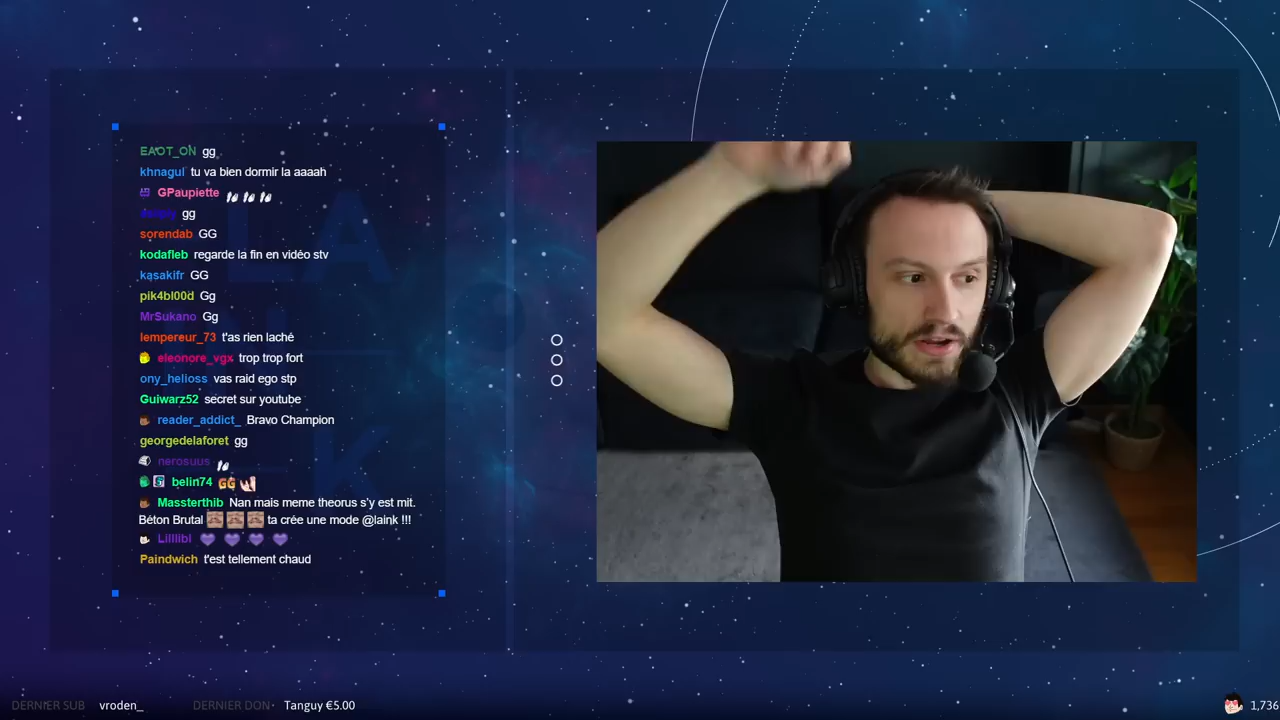 EAOT_ON gg
khnagul tu va bien dormir la aaaah
GPaupiette
gg
sorendab GG
kodafleb regarde la fin en vidéo stv
kasakifr GG
pik4bl00d Gg
MrSukano Gg
lempereur_73 t'as rien laché
eleonore_vgx trop trop fort
ony_helioss vas raid ego stp
Guiwarz52 secret sur youtube
reader_addict_ Bravo Champion
georgedelaforet gg
nerosuus
belin74 GG
Massterthib Nan mais meme theorus s'y est mit.
Béton Brutal ta crée une mode @laink !!!
Lilllibl
Paindwich t'est tellement chaud
LA
K
DERNIER SUB vroden_ DERNIER DON Tanguy €5.00 1,736